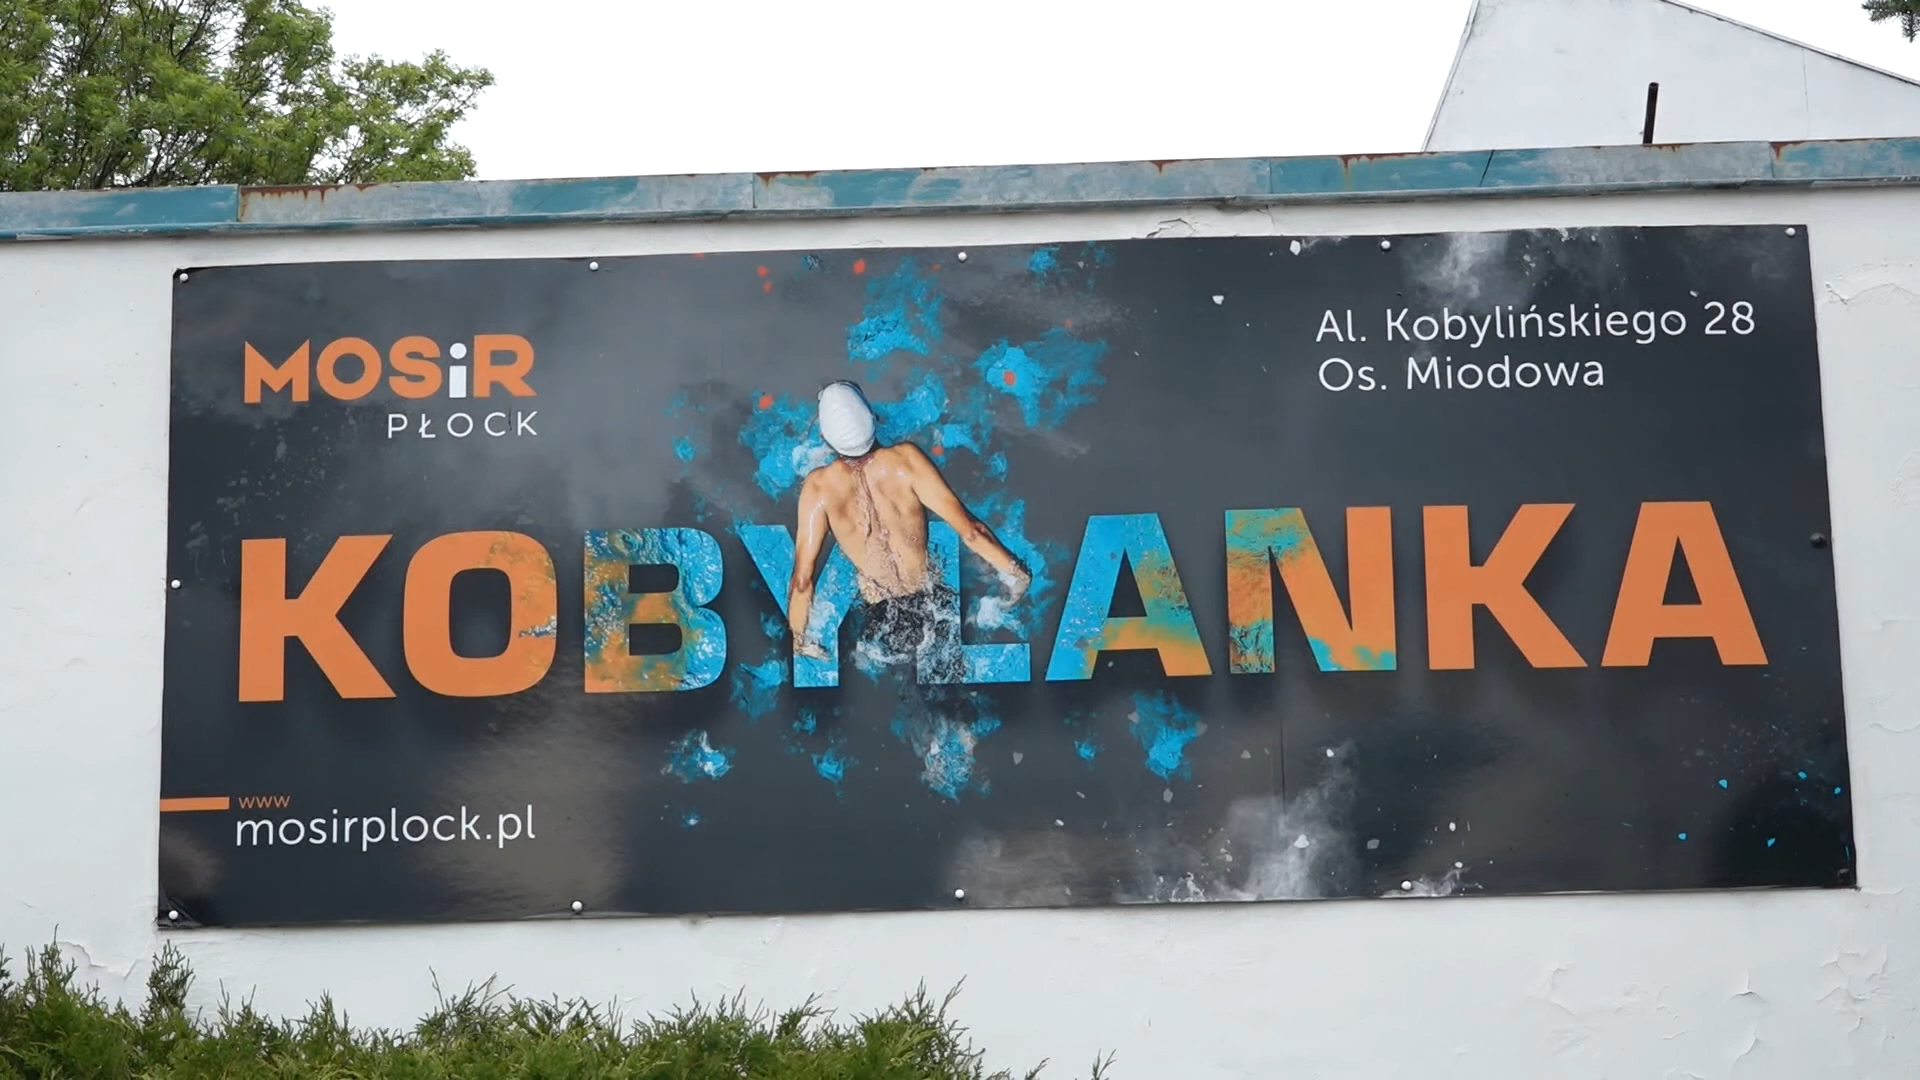 MOSiR
PŁOCK
Al. Kobylińskiego 28
Os. Miodowa
KOBYLANKA
www
mosirplock.pl